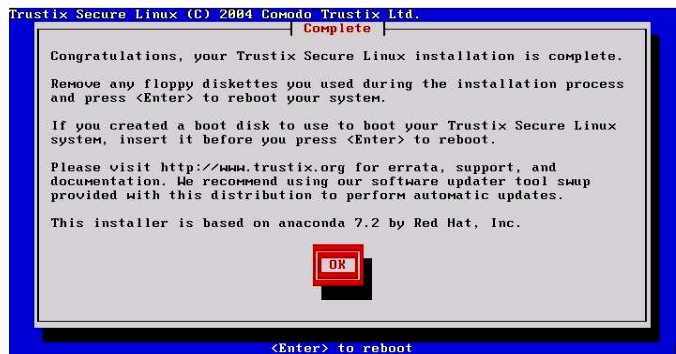 Trustix Secure Linux (C) 2004 Comodo Trustix Ltd.
Complete
Congratulations, your Trustix Secure Linux installation is complete.
Remove any floppy diskettes you used during the installation process
and press <Enter> to reboot your system.
If you created a boot disk to use to boot your Trustix Secure Linux
system, insert it before you press <Enter> to reboot.
Please visit http://www.trustix.org for errata, support, and
documentation. We recommend using our software updater tool swup
provided with this distribution to perform automatic updates.
This installer is based on anaconda 7.2 by Red Hat, Inc.
OK
<Enter> to reboot